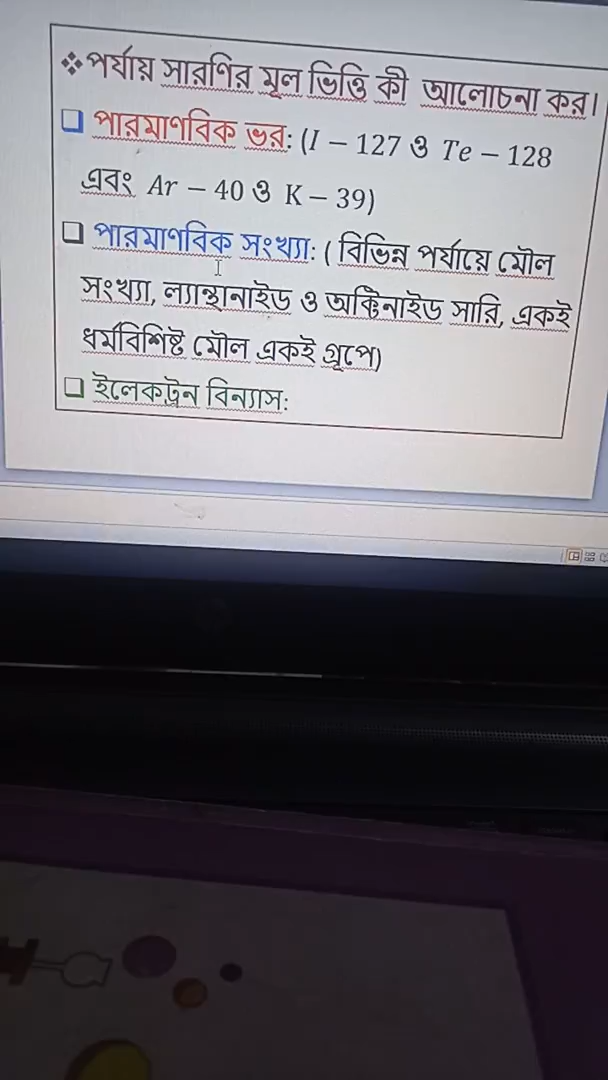 ❖পর্যায় সারণির মূল ভিত্তি কী আলোচনা কর।
❑ পারমাণবিক ভর: (I – 127 ও Te – 128
এবং Ar – 40 ও K – 39)
❑ পারমাণবিক সংখ্যা: ( বিভিন্ন পর্যায়ে মৌল
সংখ্যা, ল্যান্থানাইড ও অক্টিনাইড সারি, একই
ধর্মবিশিষ্ট মৌল একই গ্রূপে)
❑ ইলেকট্রন বিন্যাস: